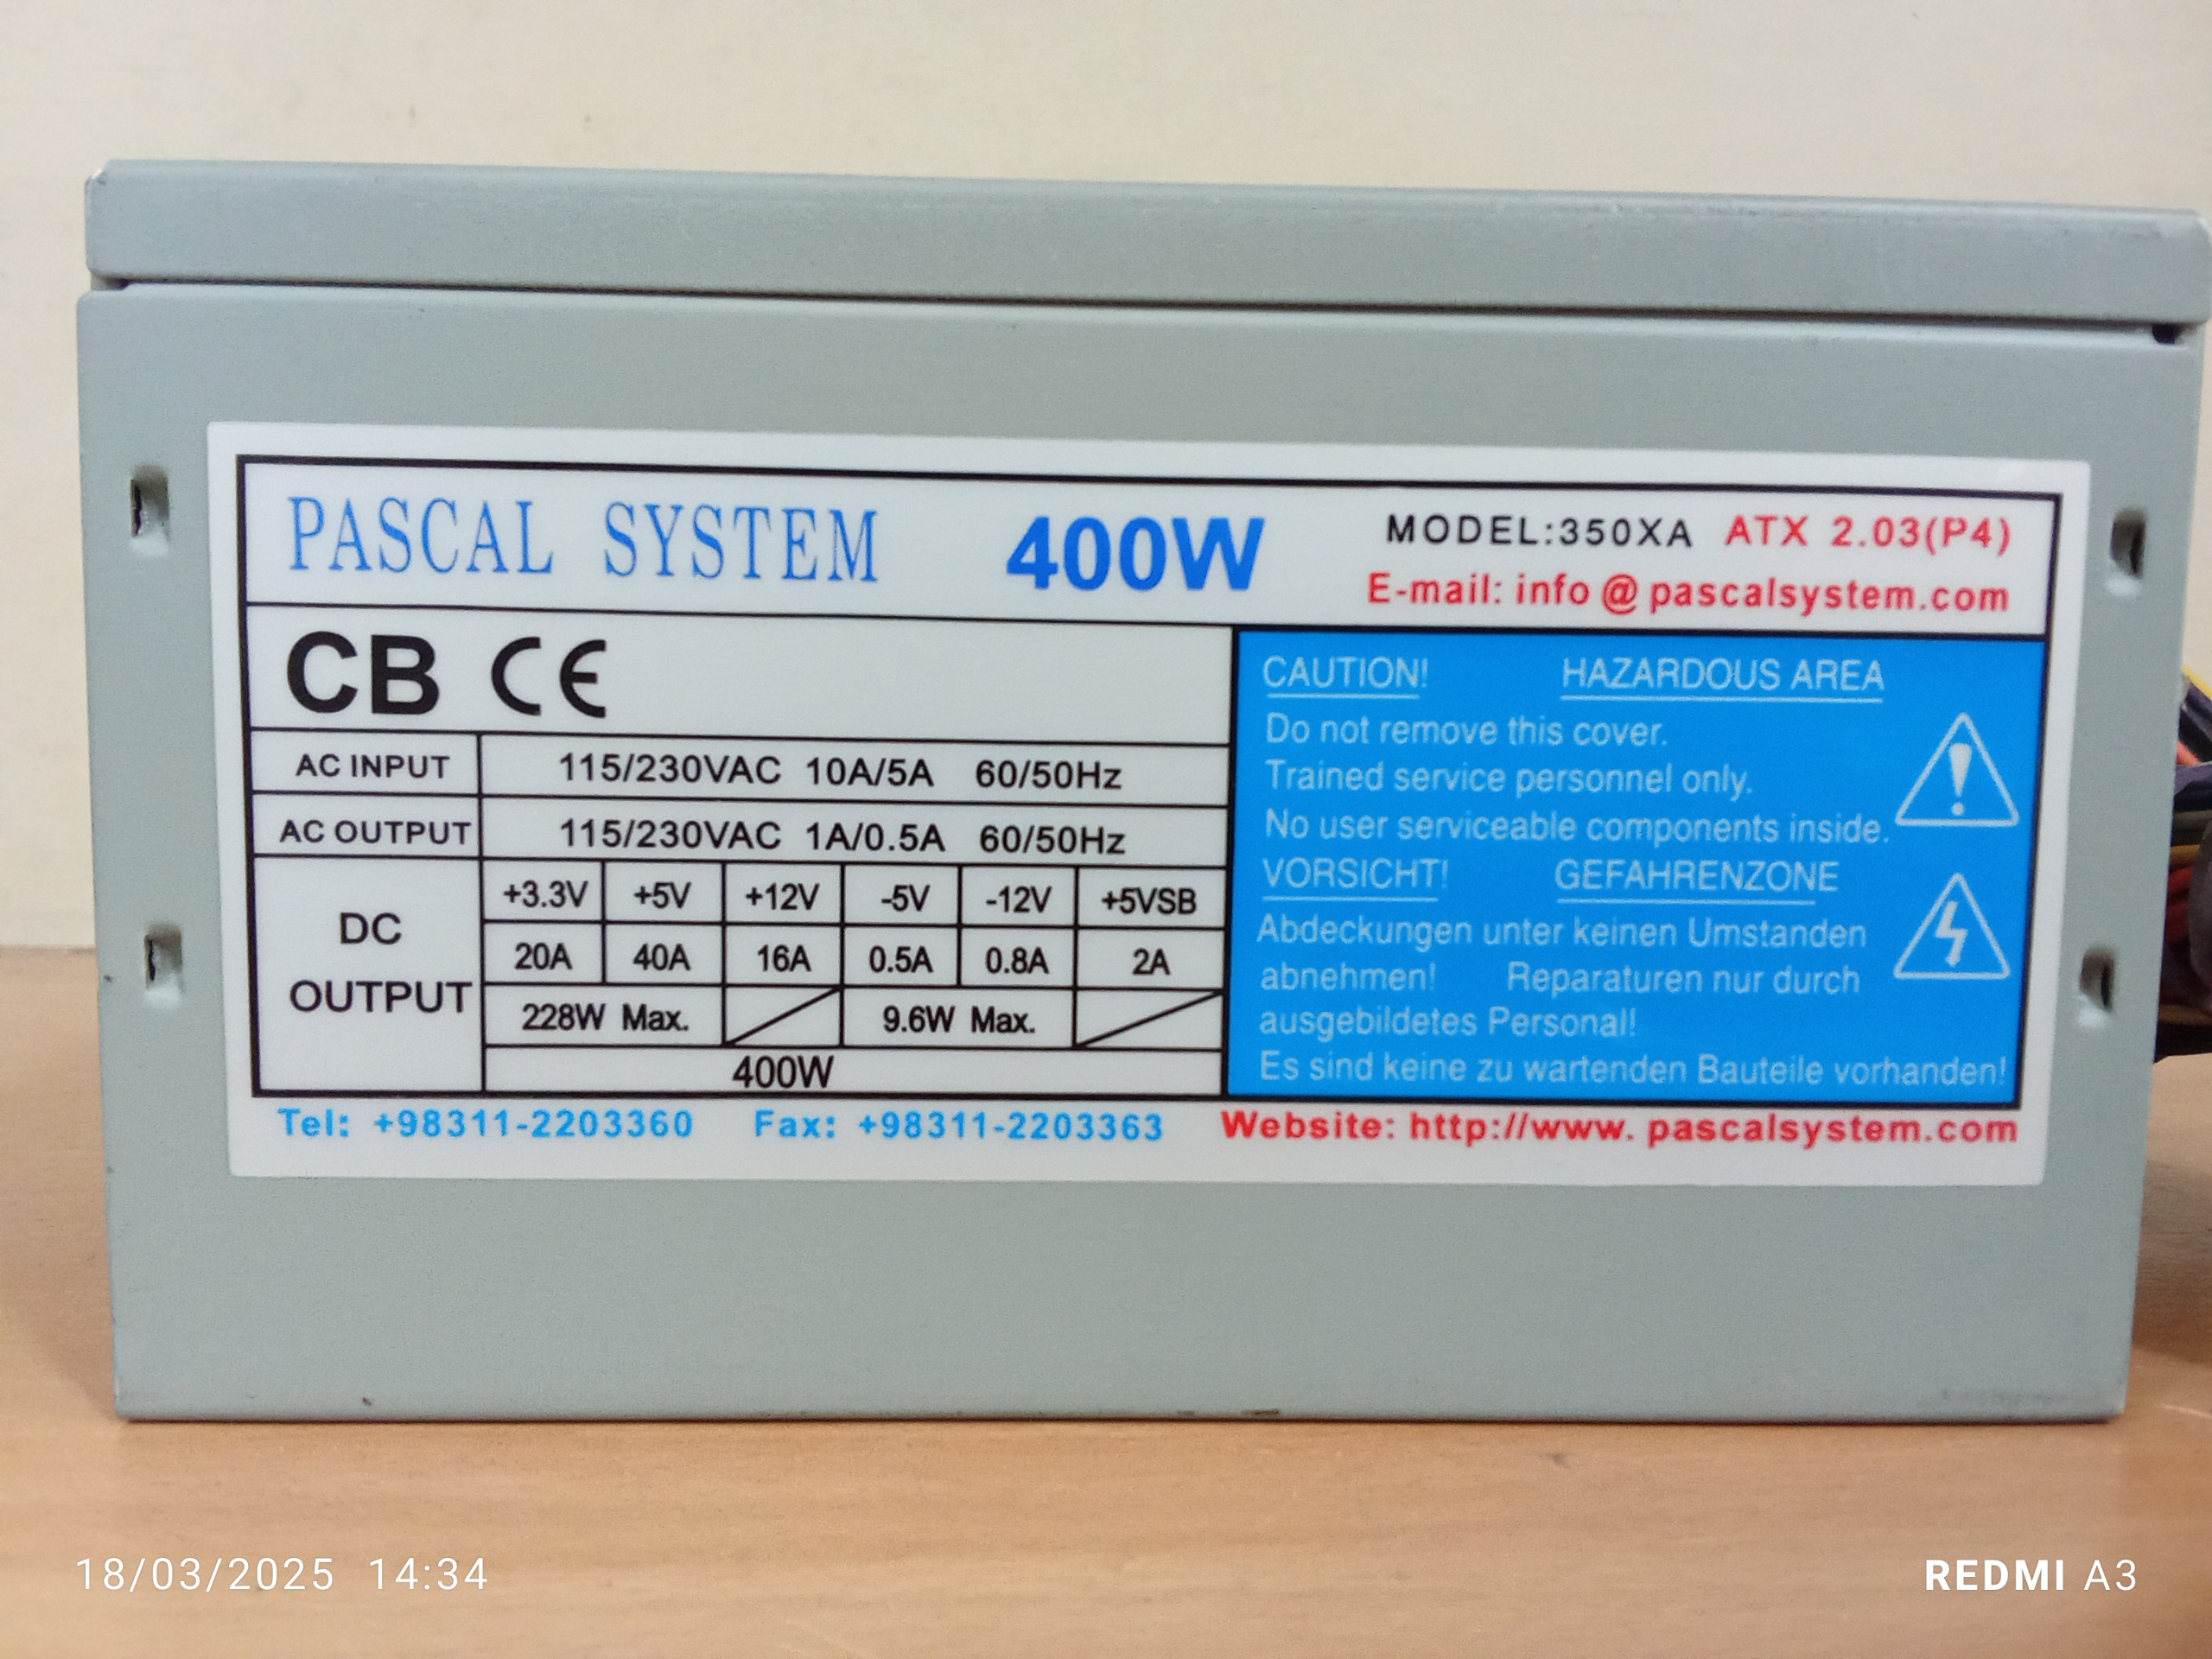 PASCAL SYSTEM 400W MODEL:350XA ATX 2.03(P4)
E-mail: info @ pascalsystem.com
CB CE
AC INPUT 115/230VAC 10A/5A 60/50Hz
AC OUTPUT 115/230VAC 1A/0.5A 60/50Hz
DC OUTPUT
+3.3V +5V +12V -5V -12V +5VSB
20A 40A 16A 0.5A 0.8A 2A
228W Max. 9.6W Max.
400W
CAUTION! HAZARDOUS AREA
Do not remove this cover.
Trained service personnel only.
No user serviceable components inside.
VORSICHT! GEFAHRENZONE
Abdeckungen unter keinen Umstanden
abnehmen! Reparaturen nur durch
ausgebildetes Personal!
Es sind keine zu wartenden Bauteile vorhanden!
Tel: +98311-2203360 Fax: +98311-2203363 Website: http://www. pascalsystem.com
18/03/2025 14:34
REDMI A3